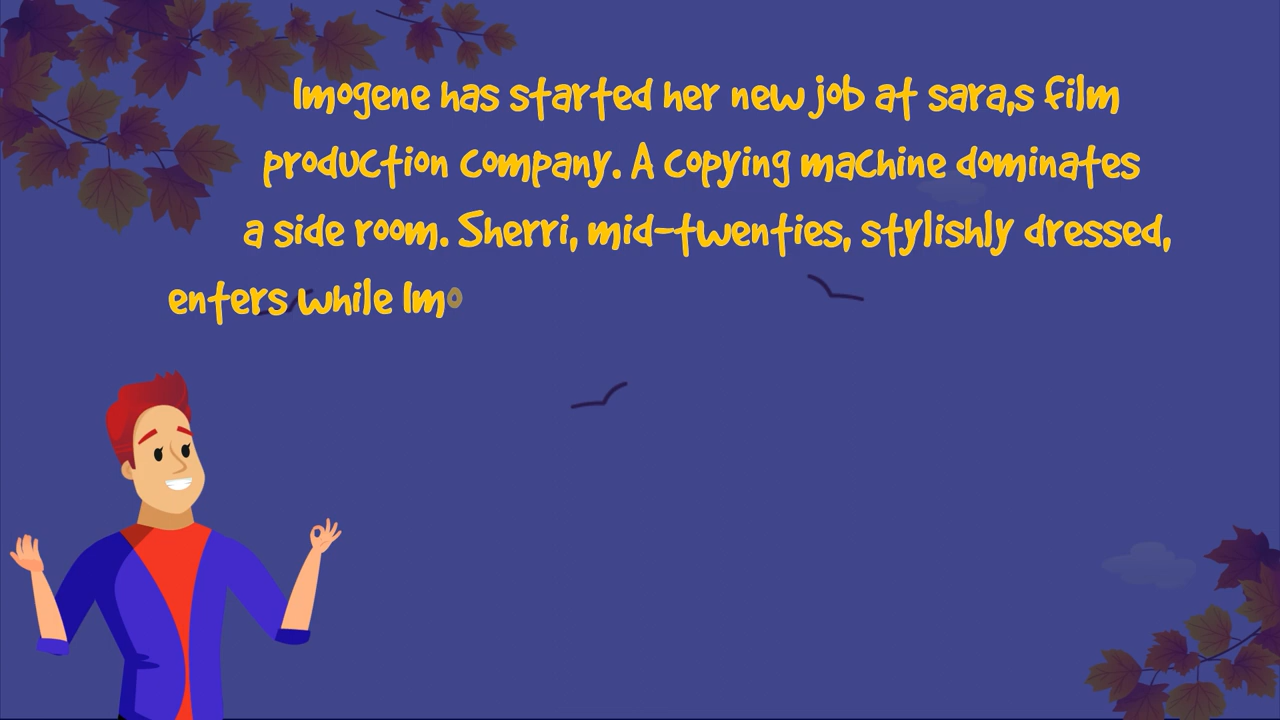 Imogene has started her new job at sara,s film
production company. A copying machine dominates
a side room. Sherri, mid-twenties, stylishly dressed,
enters while Imo